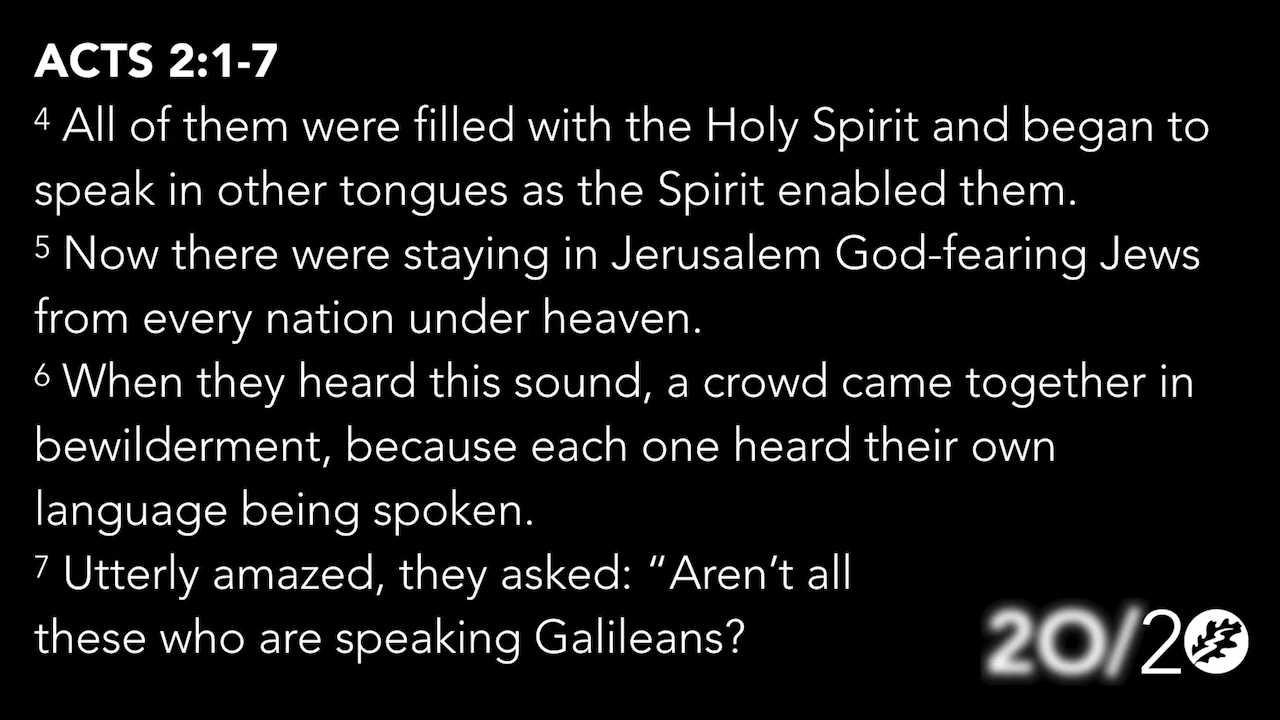 ACTS 2:1-7
⁴ All of them were filled with the Holy Spirit and began to
speak in other tongues as the Spirit enabled them.
⁵ Now there were staying in Jerusalem God-fearing Jews
from every nation under heaven.
⁶ When they heard this sound, a crowd came together in
bewilderment, because each one heard their own
language being spoken.
⁷ Utterly amazed, they asked: “Aren’t all
these who are speaking Galileans?
20/20